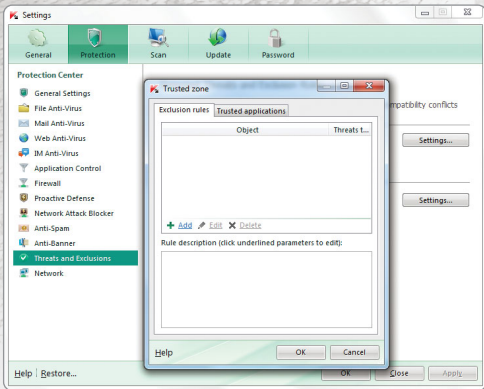 Settings
General
Protection
Scan
Update
Password
Protection Center
General Settings
File Anti-Virus
Mail Anti-Virus
Web Anti-Virus
IM Anti-Virus
Application Control
Firewall
Proactive Defense
Network Attack Blocker
Anti-Spam
Anti-Banner
Threats and Exclusions
Network
conflicts
Settings...
Settings...
Trusted zone
Exclusion rules Trusted applications
Object Threats t...
Add Edit Delete
Rule description (click underlined parameters to edit):
Help OK Cancel
Help Restore... OK Close Apply